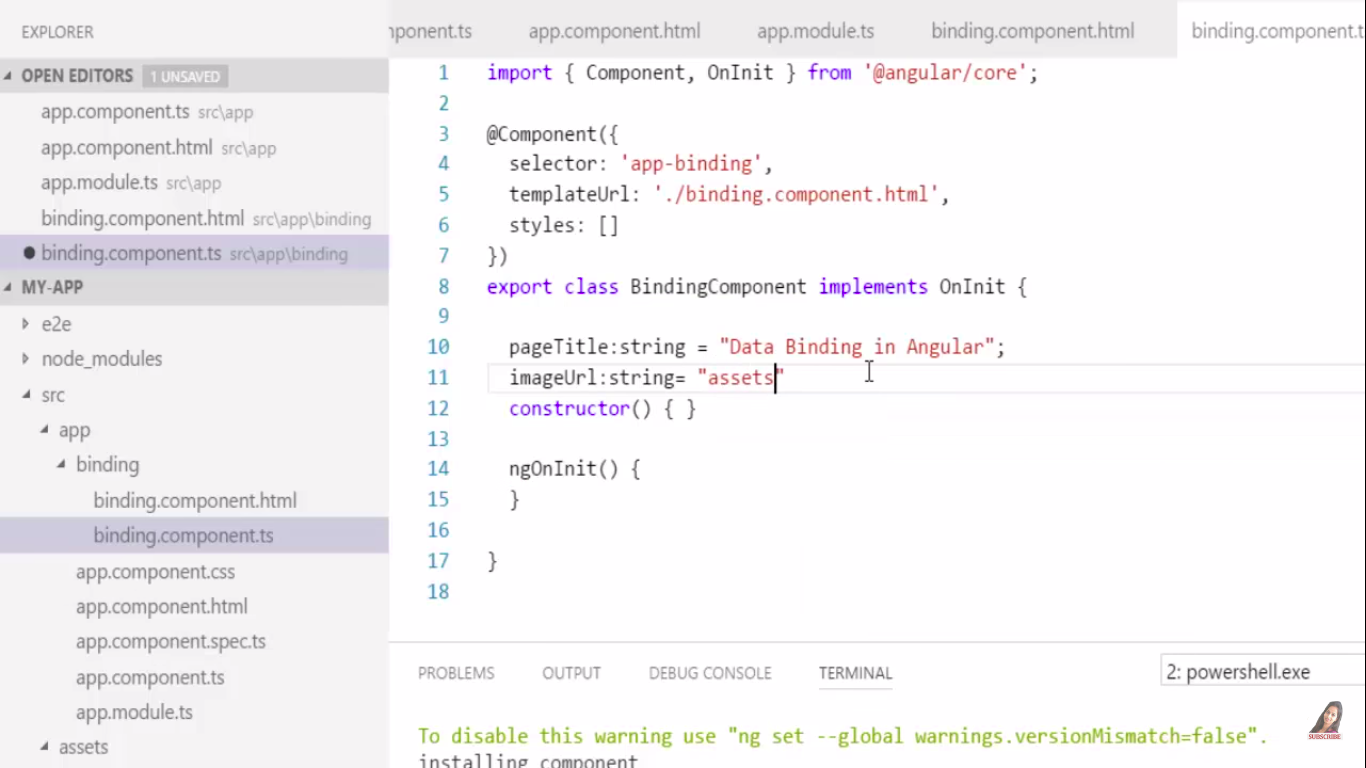 EXPLORER
OPEN EDITORS 1 UNSAVED
app.component.ts src\app
app.component.html src\app
app.module.ts src\app
binding.component.html src\app\binding
binding.component.ts src\app\binding
MY-APP
e2e
node_modules
src
app
binding
binding.component.html
binding.component.ts
app.component.css
app.component.html
app.component.spec.ts
app.component.ts
app.module.ts
assets
nponent.ts app.component.html app.module.ts binding.component.html binding.component.t
1 import { Component, OnInit } from '@angular/core';
2
3 @Component({
4 selector: 'app-binding',
5 templateUrl: './binding.component.html',
6 styles: []
7 })
8 export class BindingComponent implements OnInit {
9
10 pageTitle:string = "Data Binding in Angular";
11 imageUrl:string= "assets"
12 constructor() { }
13
14 ngOnInit() {
15 }
16
17 }
18
PROBLEMS OUTPUT DEBUG CONSOLE TERMINAL 2: powershell.exe
To disable this warning use "ng set --global warnings.versionMismatch=false".
installing component
SUBSCRIBE